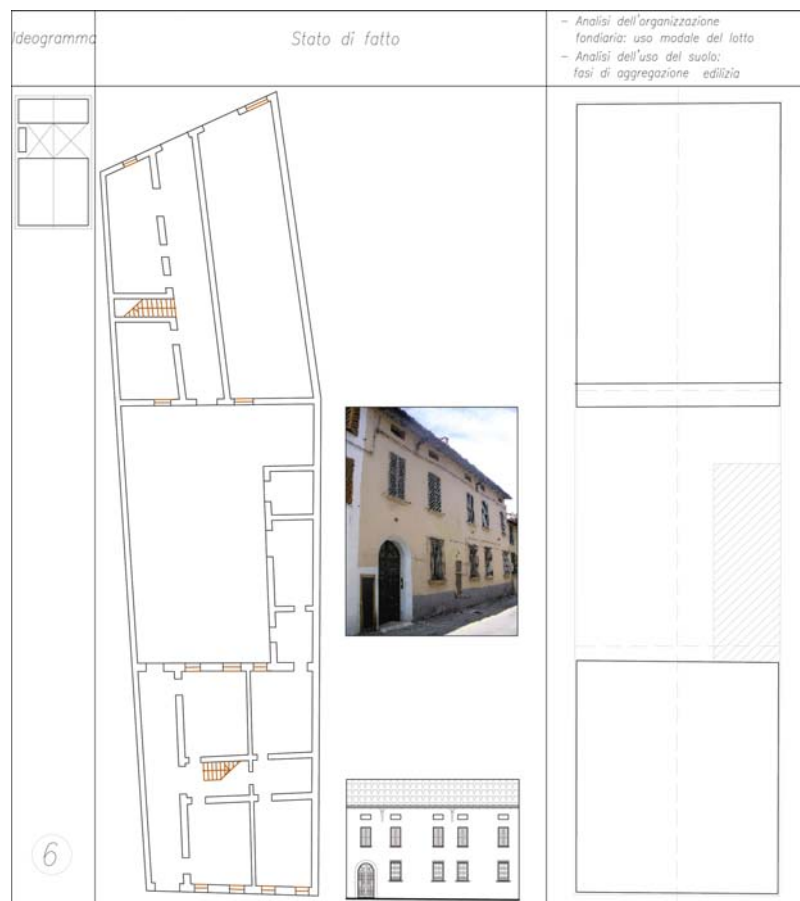 Ideogramma
Stato di fatto
- Analisi dell'organizzazione
fondiaria: uso modale del lotto
- Analisi dell'uso del suolo:
fasi di aggregazione edilizia
6